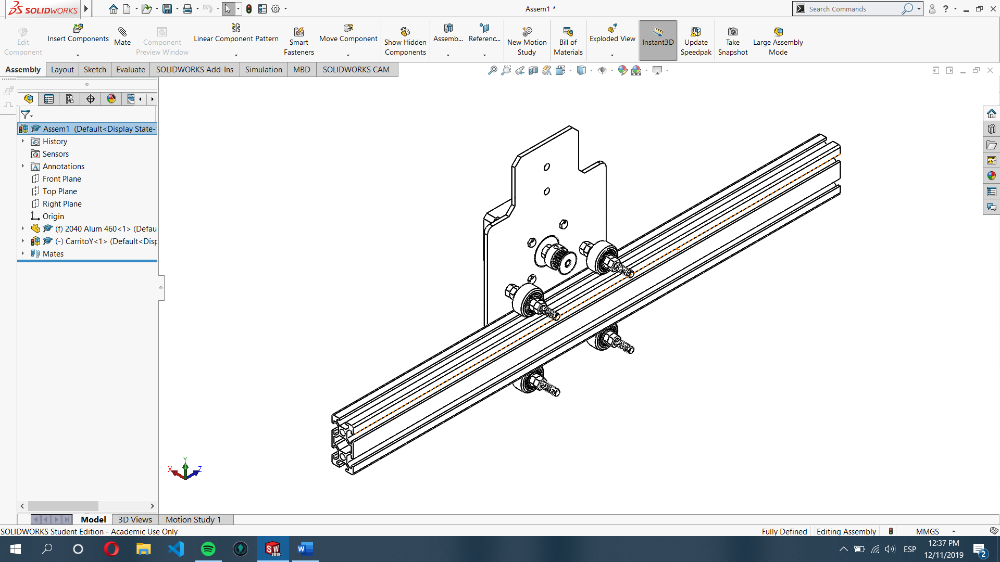 SOLIDWORKS
Assem1 *
Search Commands
Edit Component
Insert Components
Mate
Component Preview Window
Linear Component Pattern
Smart Fasteners
Move Component
Show Hidden Components
Assemb...
Referenc...
New Motion Study
Bill of Materials
Exploded View
Instant3D
Update Speedpak
Take Snapshot
Large Assembly Mode
Assembly
Layout
Sketch
Evaluate
SOLIDWORKS Add-Ins
Simulation
MBD
SOLIDWORKS CAM
Assem1 (Default<Display State-
History
Sensors
Annotations
Front Plane
Top Plane
Right Plane
Origin
(f) 2040 Alum 460<1> (Defau
(-) CarritoY<1> (Default<Disp
Mates
Y
X
Z
Model
3D Views
Motion Study 1
SOLIDWORKS Student Edition - Academic Use Only
Fully Defined
Editing Assembly
MMGS
SW
2019
W
ESP
12:37 PM
12/11/2019
2